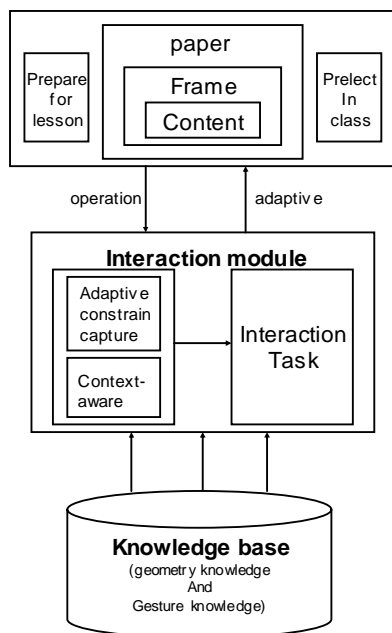 paper
Prepare
for
lesson
Frame
Content
Prelect
In
class
operation
adaptive
Interaction module
Adaptive
constrain
capture
Context-
aware
Interaction
Task
Knowledge base
(geometry knowledge
And
Gesture knowledge)